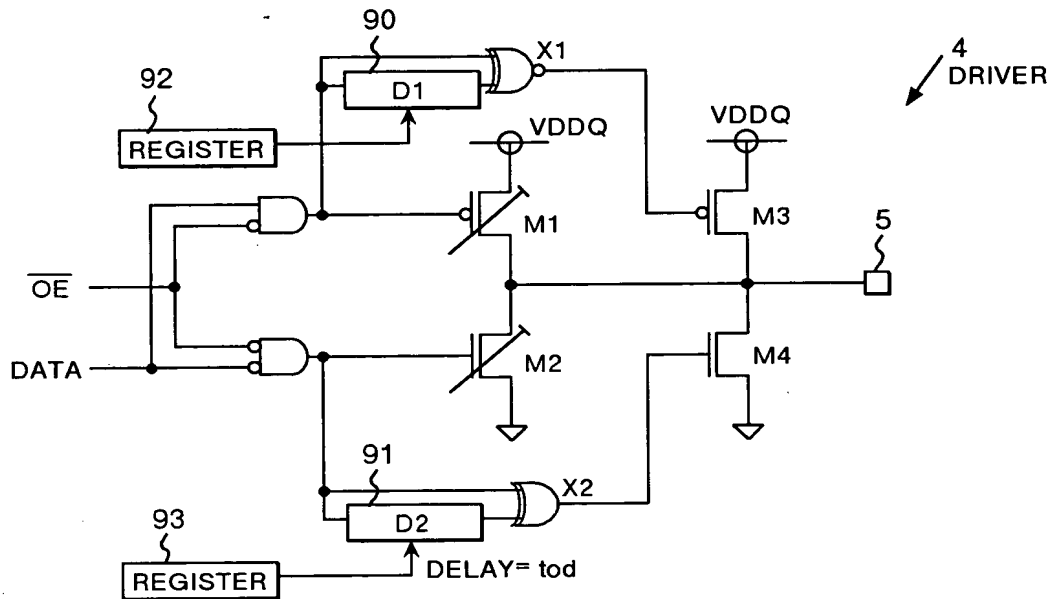 90
X1
4
DRIVER
92
D1
REGISTER
VDDQ
VDDQ
M1
M3
5
OE
DATA
M2
M4
91
X2
D2
93
REGISTER
DELAY= tod